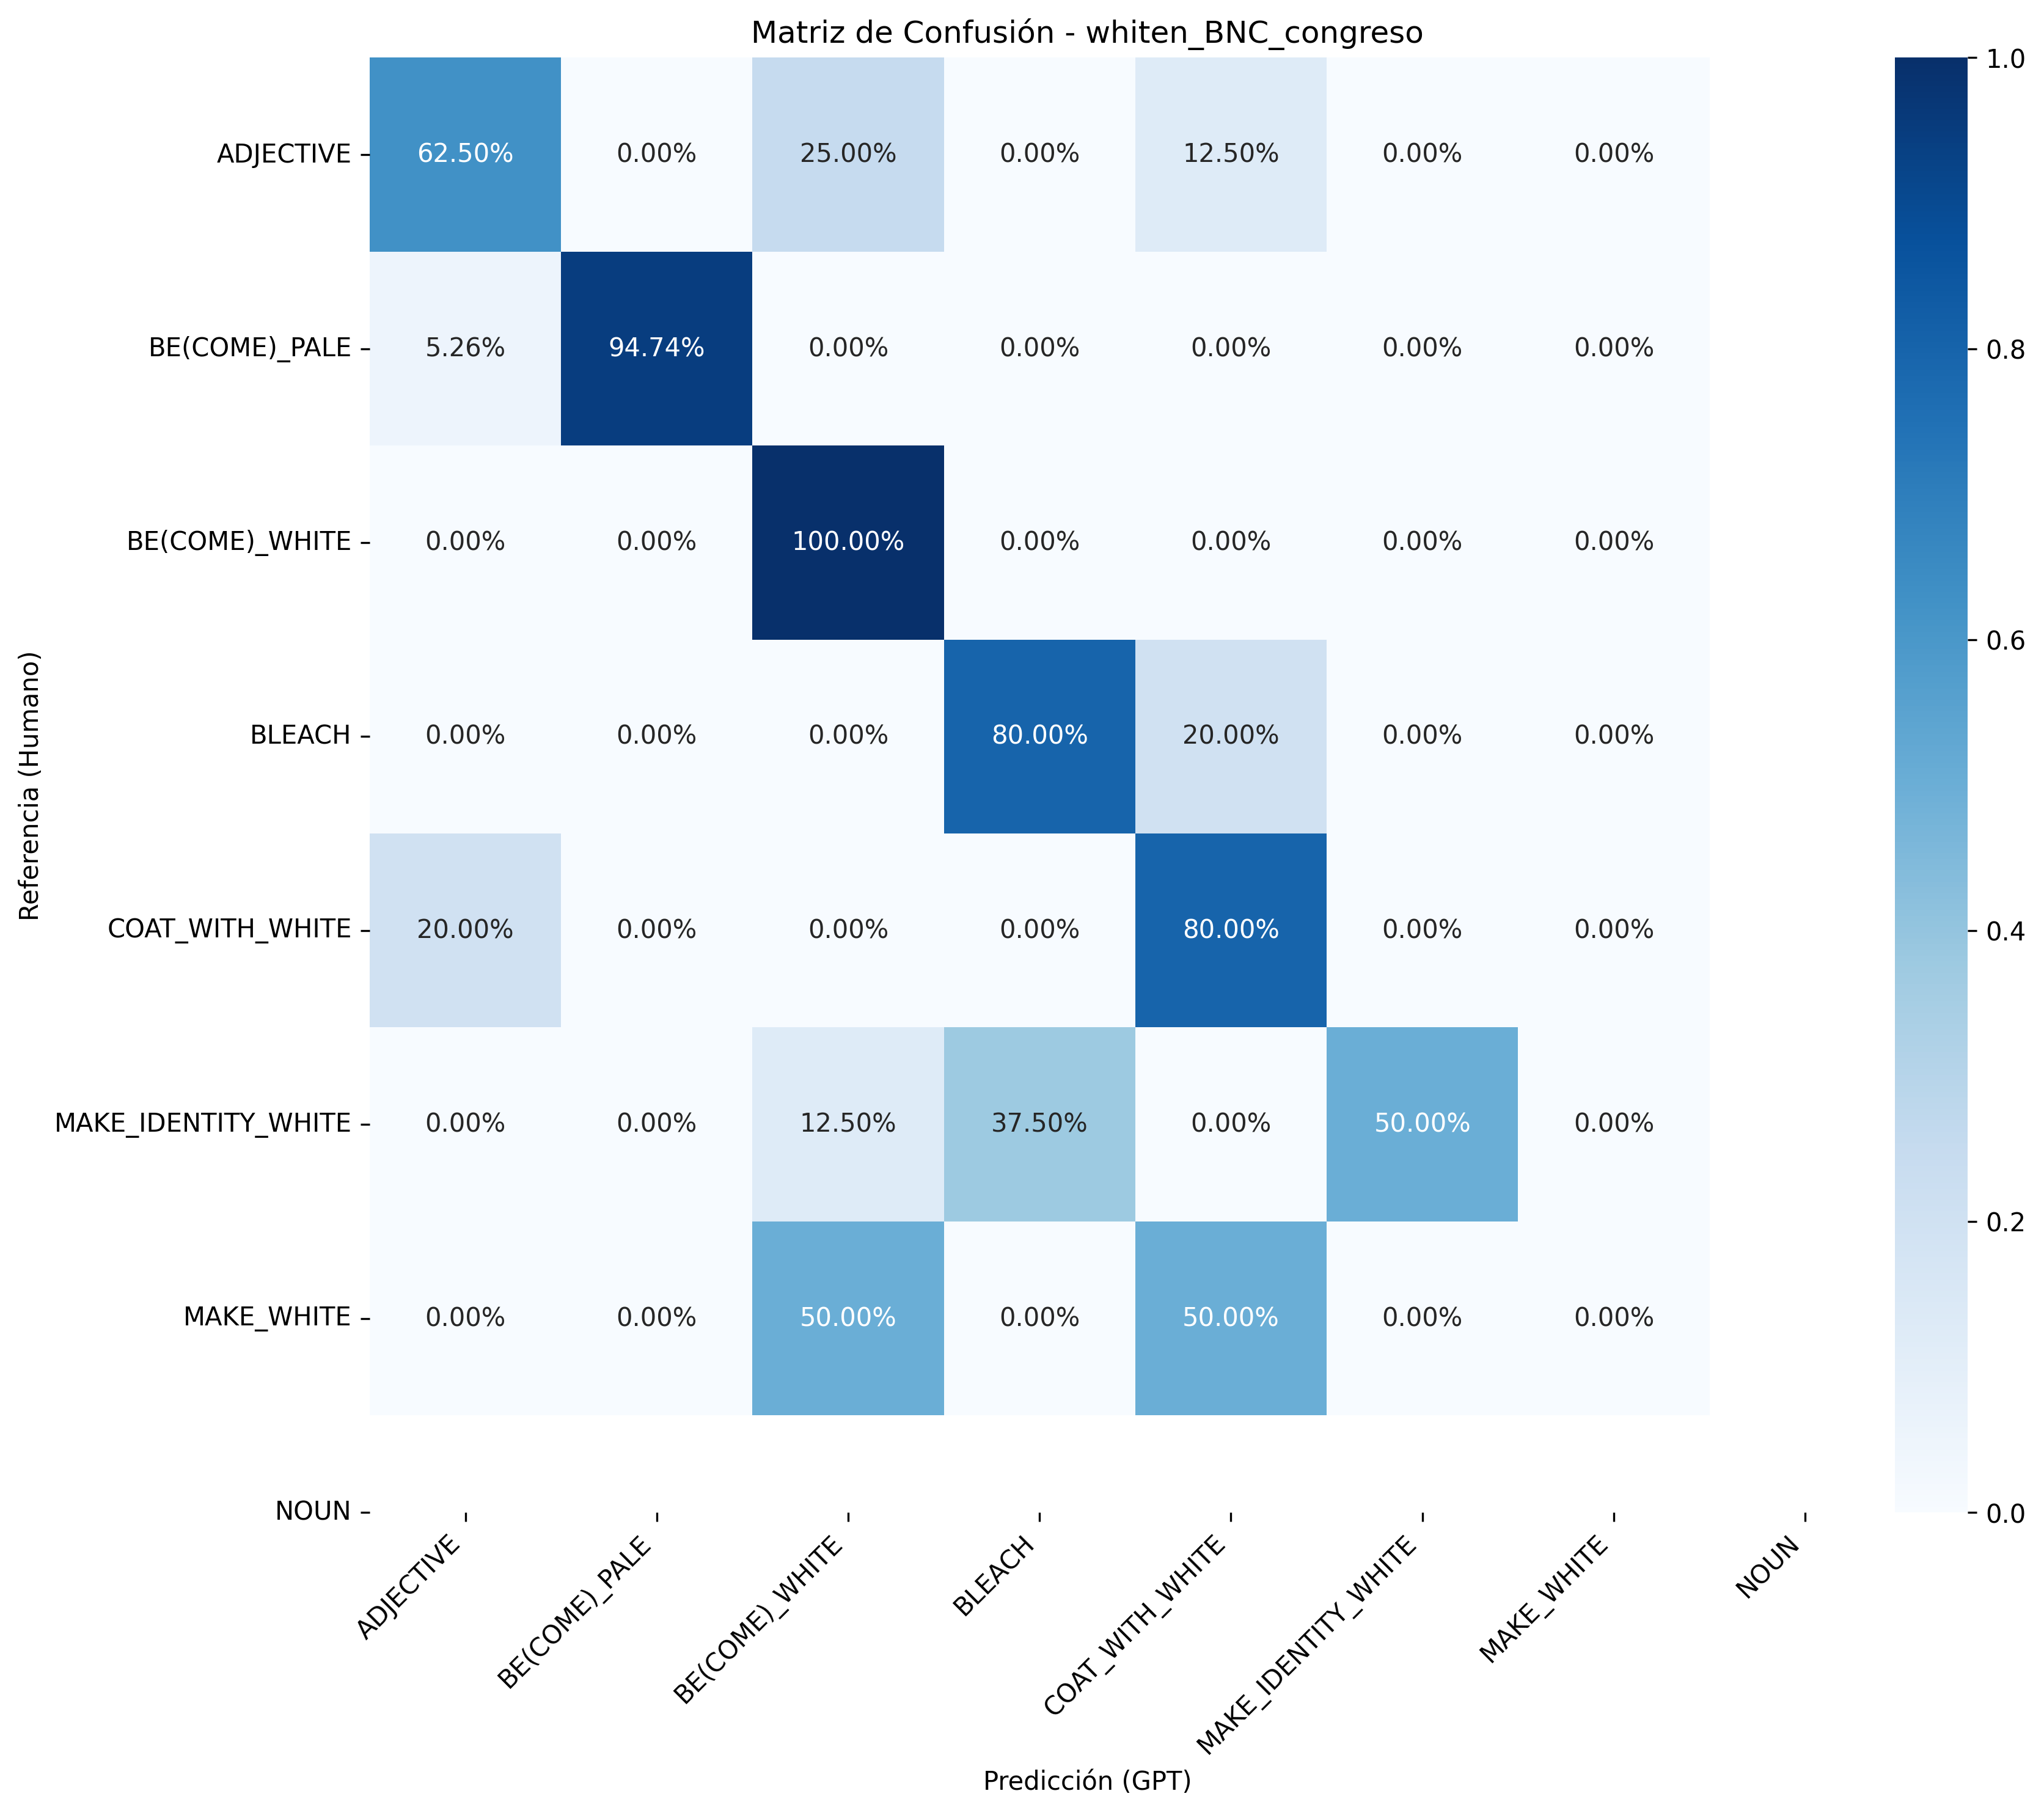 Matriz de Confusión - whiten_BNC_congreso
ADJECTIVE 62.50% 0.00% 25.00% 0.00% 12.50% 0.00% 0.00%
BE(COME)_PALE 5.26% 94.74% 0.00% 0.00% 0.00% 0.00% 0.00%
BE(COME)_WHITE 0.00% 0.00% 100.00% 0.00% 0.00% 0.00% 0.00%
BLEACH 0.00% 0.00% 0.00% 80.00% 20.00% 0.00% 0.00%
COAT_WITH_WHITE 20.00% 0.00% 0.00% 0.00% 80.00% 0.00% 0.00%
MAKE_IDENTITY_WHITE 0.00% 0.00% 12.50% 37.50% 0.00% 50.00% 0.00%
MAKE_WHITE 0.00% 0.00% 50.00% 0.00% 50.00% 0.00% 0.00%
NOUN
Referencia (Humano)
ADJECTIVE
BE(COME)_PALE
BE(COME)_WHITE
BLEACH
COAT_WITH_WHITE
MAKE_IDENTITY_WHITE
MAKE_WHITE
NOUN
Predicción (GPT)
1.0
0.8
0.6
0.4
0.2
0.0